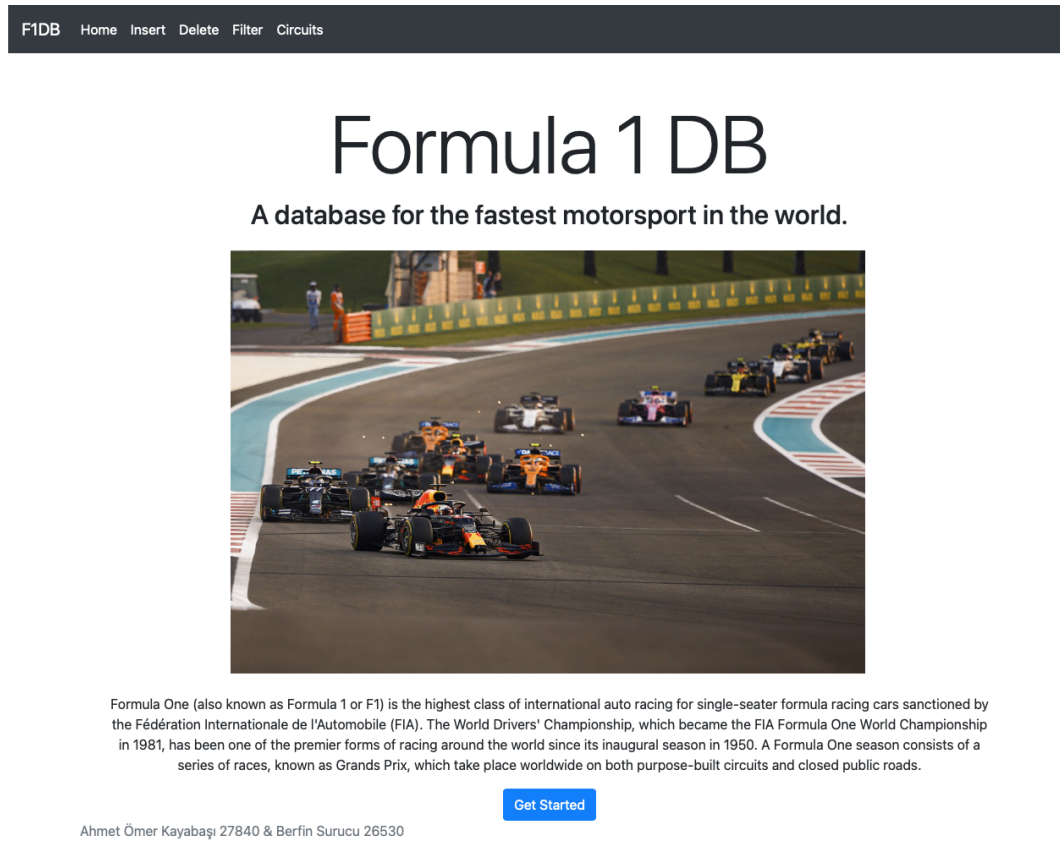 F1DB Home Insert Delete Filter Circuits
Formula 1 DB
A database for the fastest motorsport in the world.
PETRONAS
77
Formula One (also known as Formula 1 or F1) is the highest class of international auto racing for single-seater formula racing cars sanctioned by
the Fédération Internationale de l'Automobile (FIA). The World Drivers' Championship, which became the FIA Formula One World Championship
in 1981, has been one of the premier forms of racing around the world since its inaugural season in 1950. A Formula One season consists of a
series of races, known as Grands Prix, which take place worldwide on both purpose-built circuits and closed public roads.
Get Started
Ahmet Ömer Kayabaşı 27840 & Berfin Surucu 26530